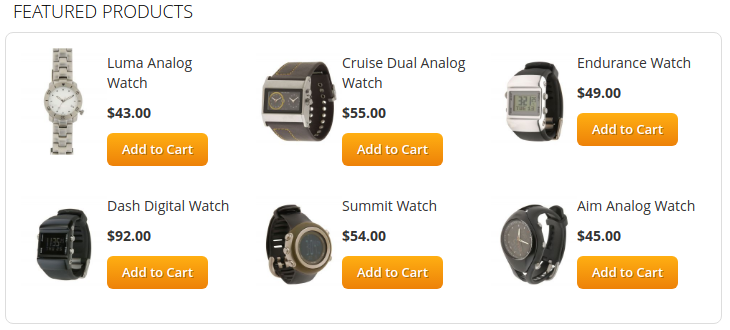 FEATURED PRODUCTS
Luma Analog
Watch
$43.00
Add to Cart
Cruise Dual Analog
Watch
$55.00
Add to Cart
Endurance Watch
$49.00
Add to Cart
Dash Digital Watch
$92.00
Add to Cart
Summit Watch
$54.00
Add to Cart
Aim Analog Watch
$45.00
Add to Cart